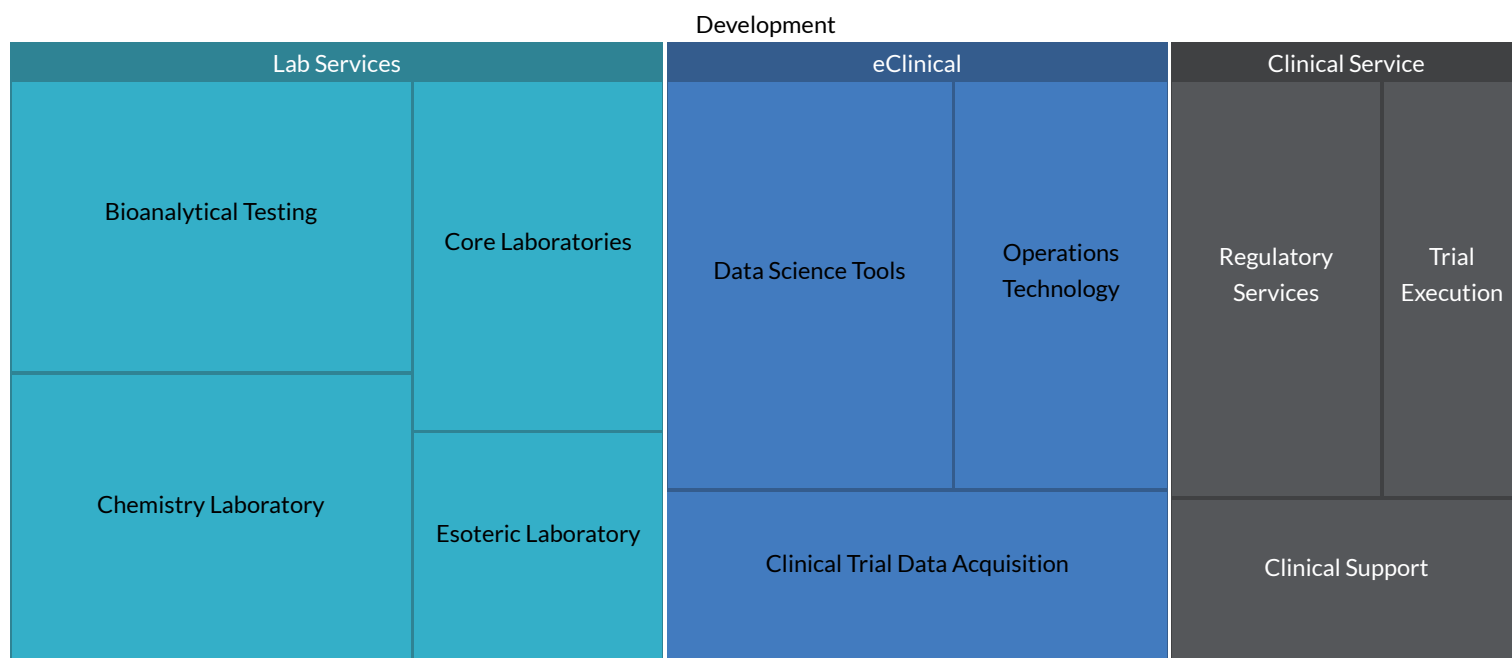 Development
Lab Services
eClinical
Clinical Service
Bioanalytical Testing
Core Laboratories
Chemistry Laboratory
Esoteric Laboratory
Data Science Tools
Operations
Technology
Clinical Trial Data Acquisition
Regulatory
Services
Trial
Execution
Clinical Support